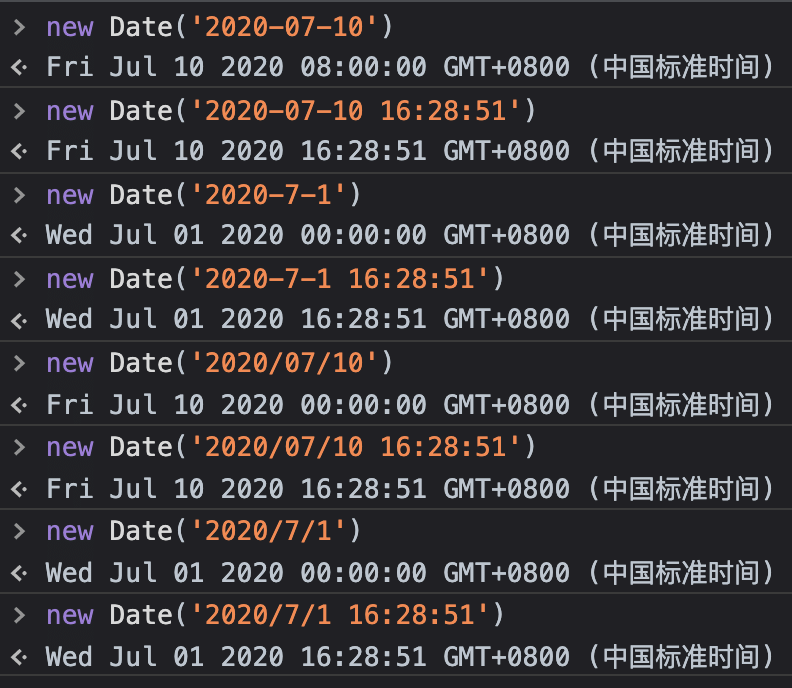 > new Date('2020-07-10')
< Fri Jul 10 2020 08:00:00 GMT+0800 (中国标准时间)
> new Date('2020-07-10 16:28:51')
< Fri Jul 10 2020 16:28:51 GMT+0800 (中国标准时间)
> new Date('2020-7-1')
< Wed Jul 01 2020 00:00:00 GMT+0800 (中国标准时间)
> new Date('2020-7-1 16:28:51')
< Wed Jul 01 2020 16:28:51 GMT+0800 (中国标准时间)
> new Date('2020/07/10')
< Fri Jul 10 2020 00:00:00 GMT+0800 (中国标准时间)
> new Date('2020/07/10 16:28:51')
< Fri Jul 10 2020 16:28:51 GMT+0800 (中国标准时间)
> new Date('2020/7/1')
< Wed Jul 01 2020 00:00:00 GMT+0800 (中国标准时间)
> new Date('2020/7/1 16:28:51')
< Wed Jul 01 2020 16:28:51 GMT+0800 (中国标准时间)